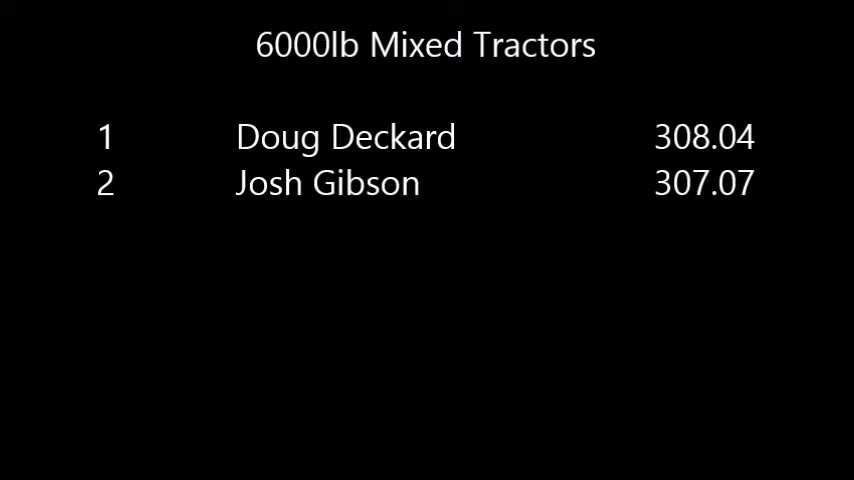 6000lb Mixed Tractors
1 Doug Deckard 308.04
2 Josh Gibson 307.07